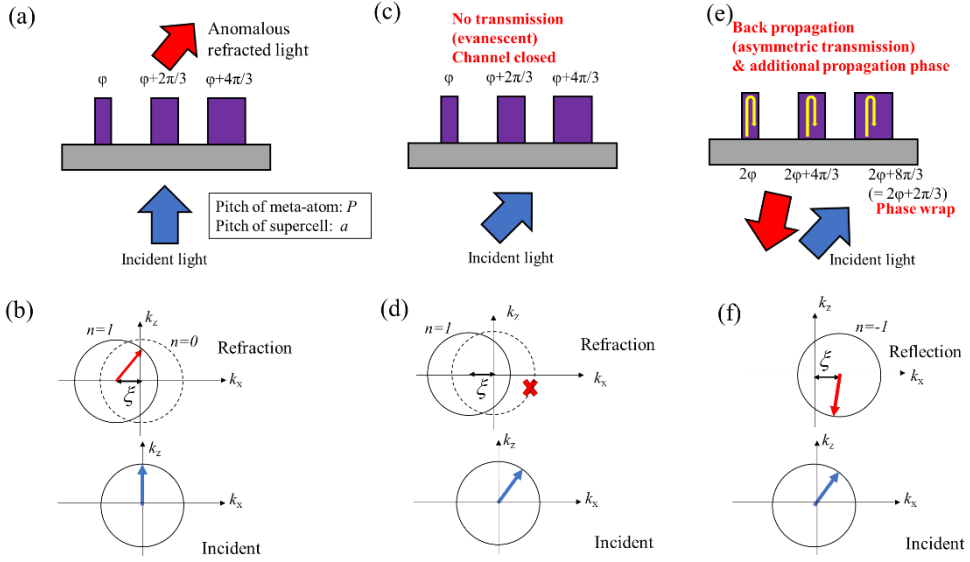 (a)
Anomalous
refracted light
φ
φ+2π/3
φ+4π/3
Pitch of meta-atom: P
Pitch of supercell: a
Incident light
(b)
kz
n=1
n=0
Refraction
kx
ξ
kz
kx
Incident
(c)
No transmission
(evanescent)
Channel closed
φ
φ+2π/3
φ+4π/3
Incident light
(d)
kz
n=1
Refraction
kx
ξ
kz
kx
Incident
(e)
Back propagation
(asymmetric transmission)
& additional propagation phase
2φ
2φ+4π/3
2φ+8π/3
(= 2φ+2π/3)
Phase wrap
Incident light
(f)
kz
n=-1
Reflection
kx
ξ
kz
kx
Incident